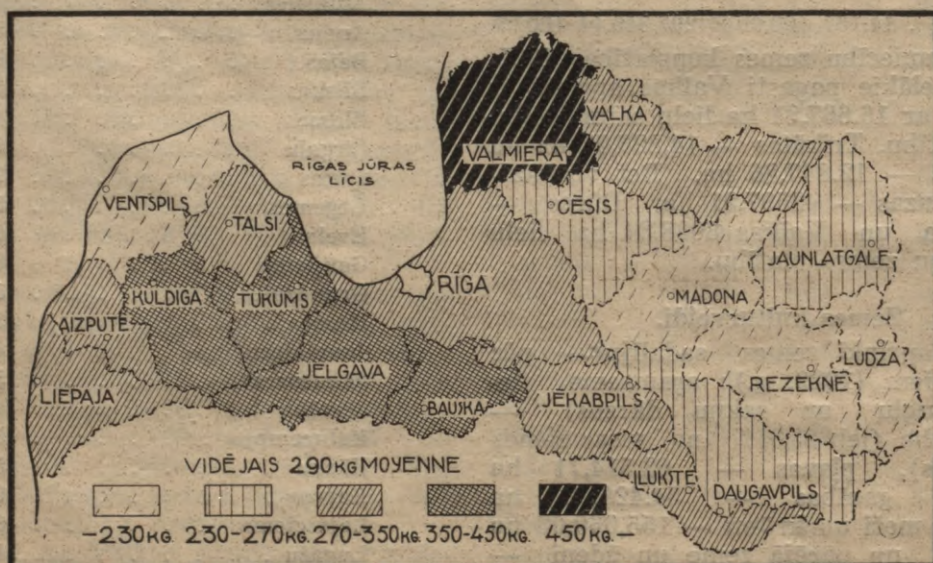 RĪGAS JŪRAS
LĪCIS
VALMIERA
VALKA
VENTSPILS
TALSI
CĒSIS
JAUNLATGALE
KULDIGA
TUKUMS
RĪGA
MADONA
AIZPUTE
LUDZA
LIEPAJA
JELGAVA
BAUSKA
JĒKABPILS
REZEKNE
ILUKSTE
DAUGAVPILS
VIDĒJAIS 290KG MOYENNE
—230KG. 230-270KG. 270-350KG. 350-450KG. 450KG.—